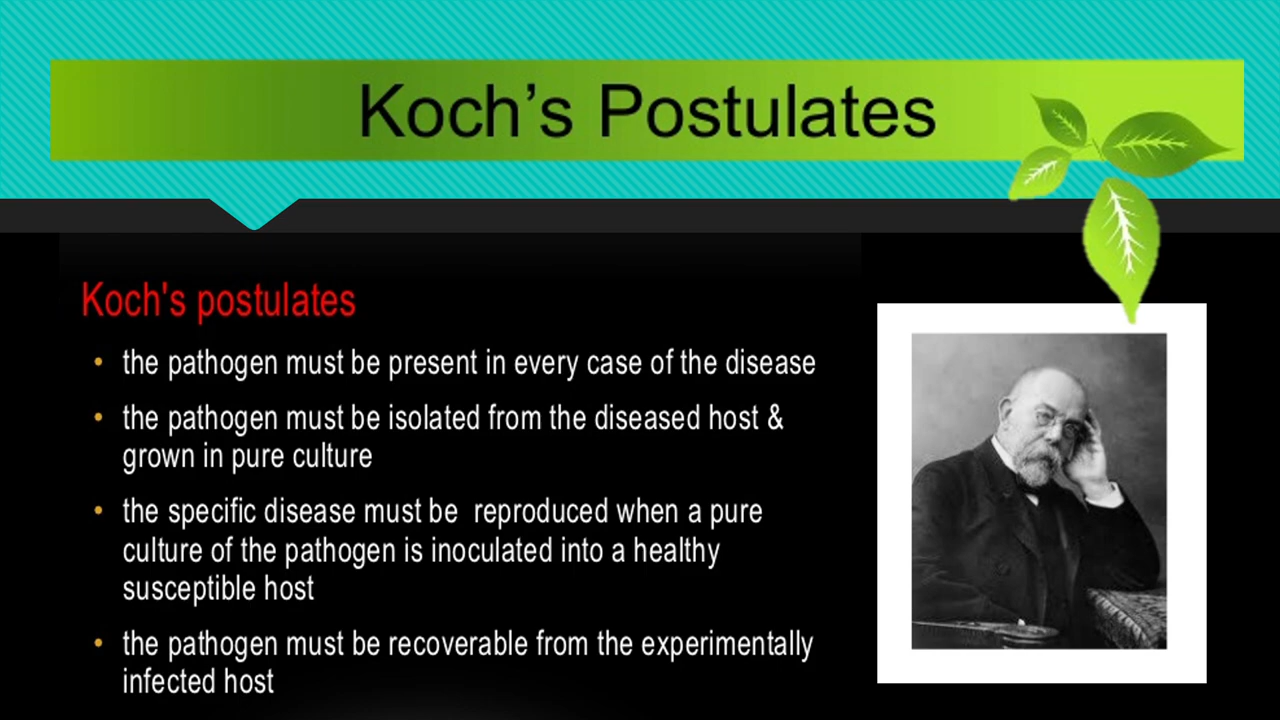 Koch’s Postulates
Koch's postulates
• the pathogen must be present in every case of the disease
• the pathogen must be isolated from the diseased host &
grown in pure culture
• the specific disease must be  reproduced when a pure
culture of the pathogen is inoculated into a healthy
susceptible host
• the pathogen must be recoverable from the experimentally
infected host